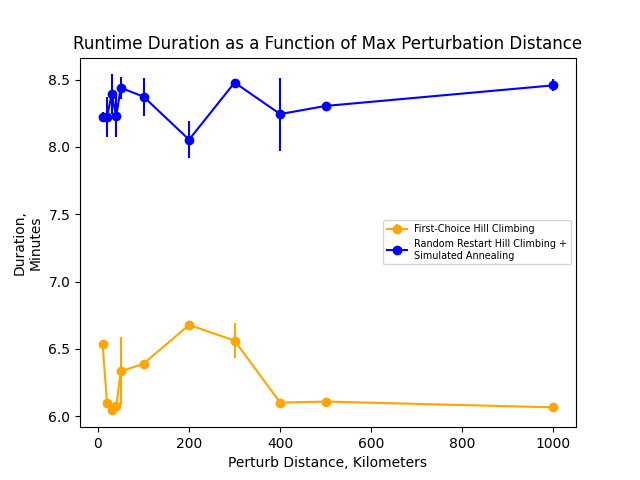 Runtime Duration as a Function of Max Perturbation Distance
8.5
8.0
7.5
7.0
6.5
6.0
Duration,
Minutes
First-Choice Hill Climbing
Random Restart Hill Climbing +
Simulated Annealing
0
200
400
600
800
1000
Perturb Distance, Kilometers